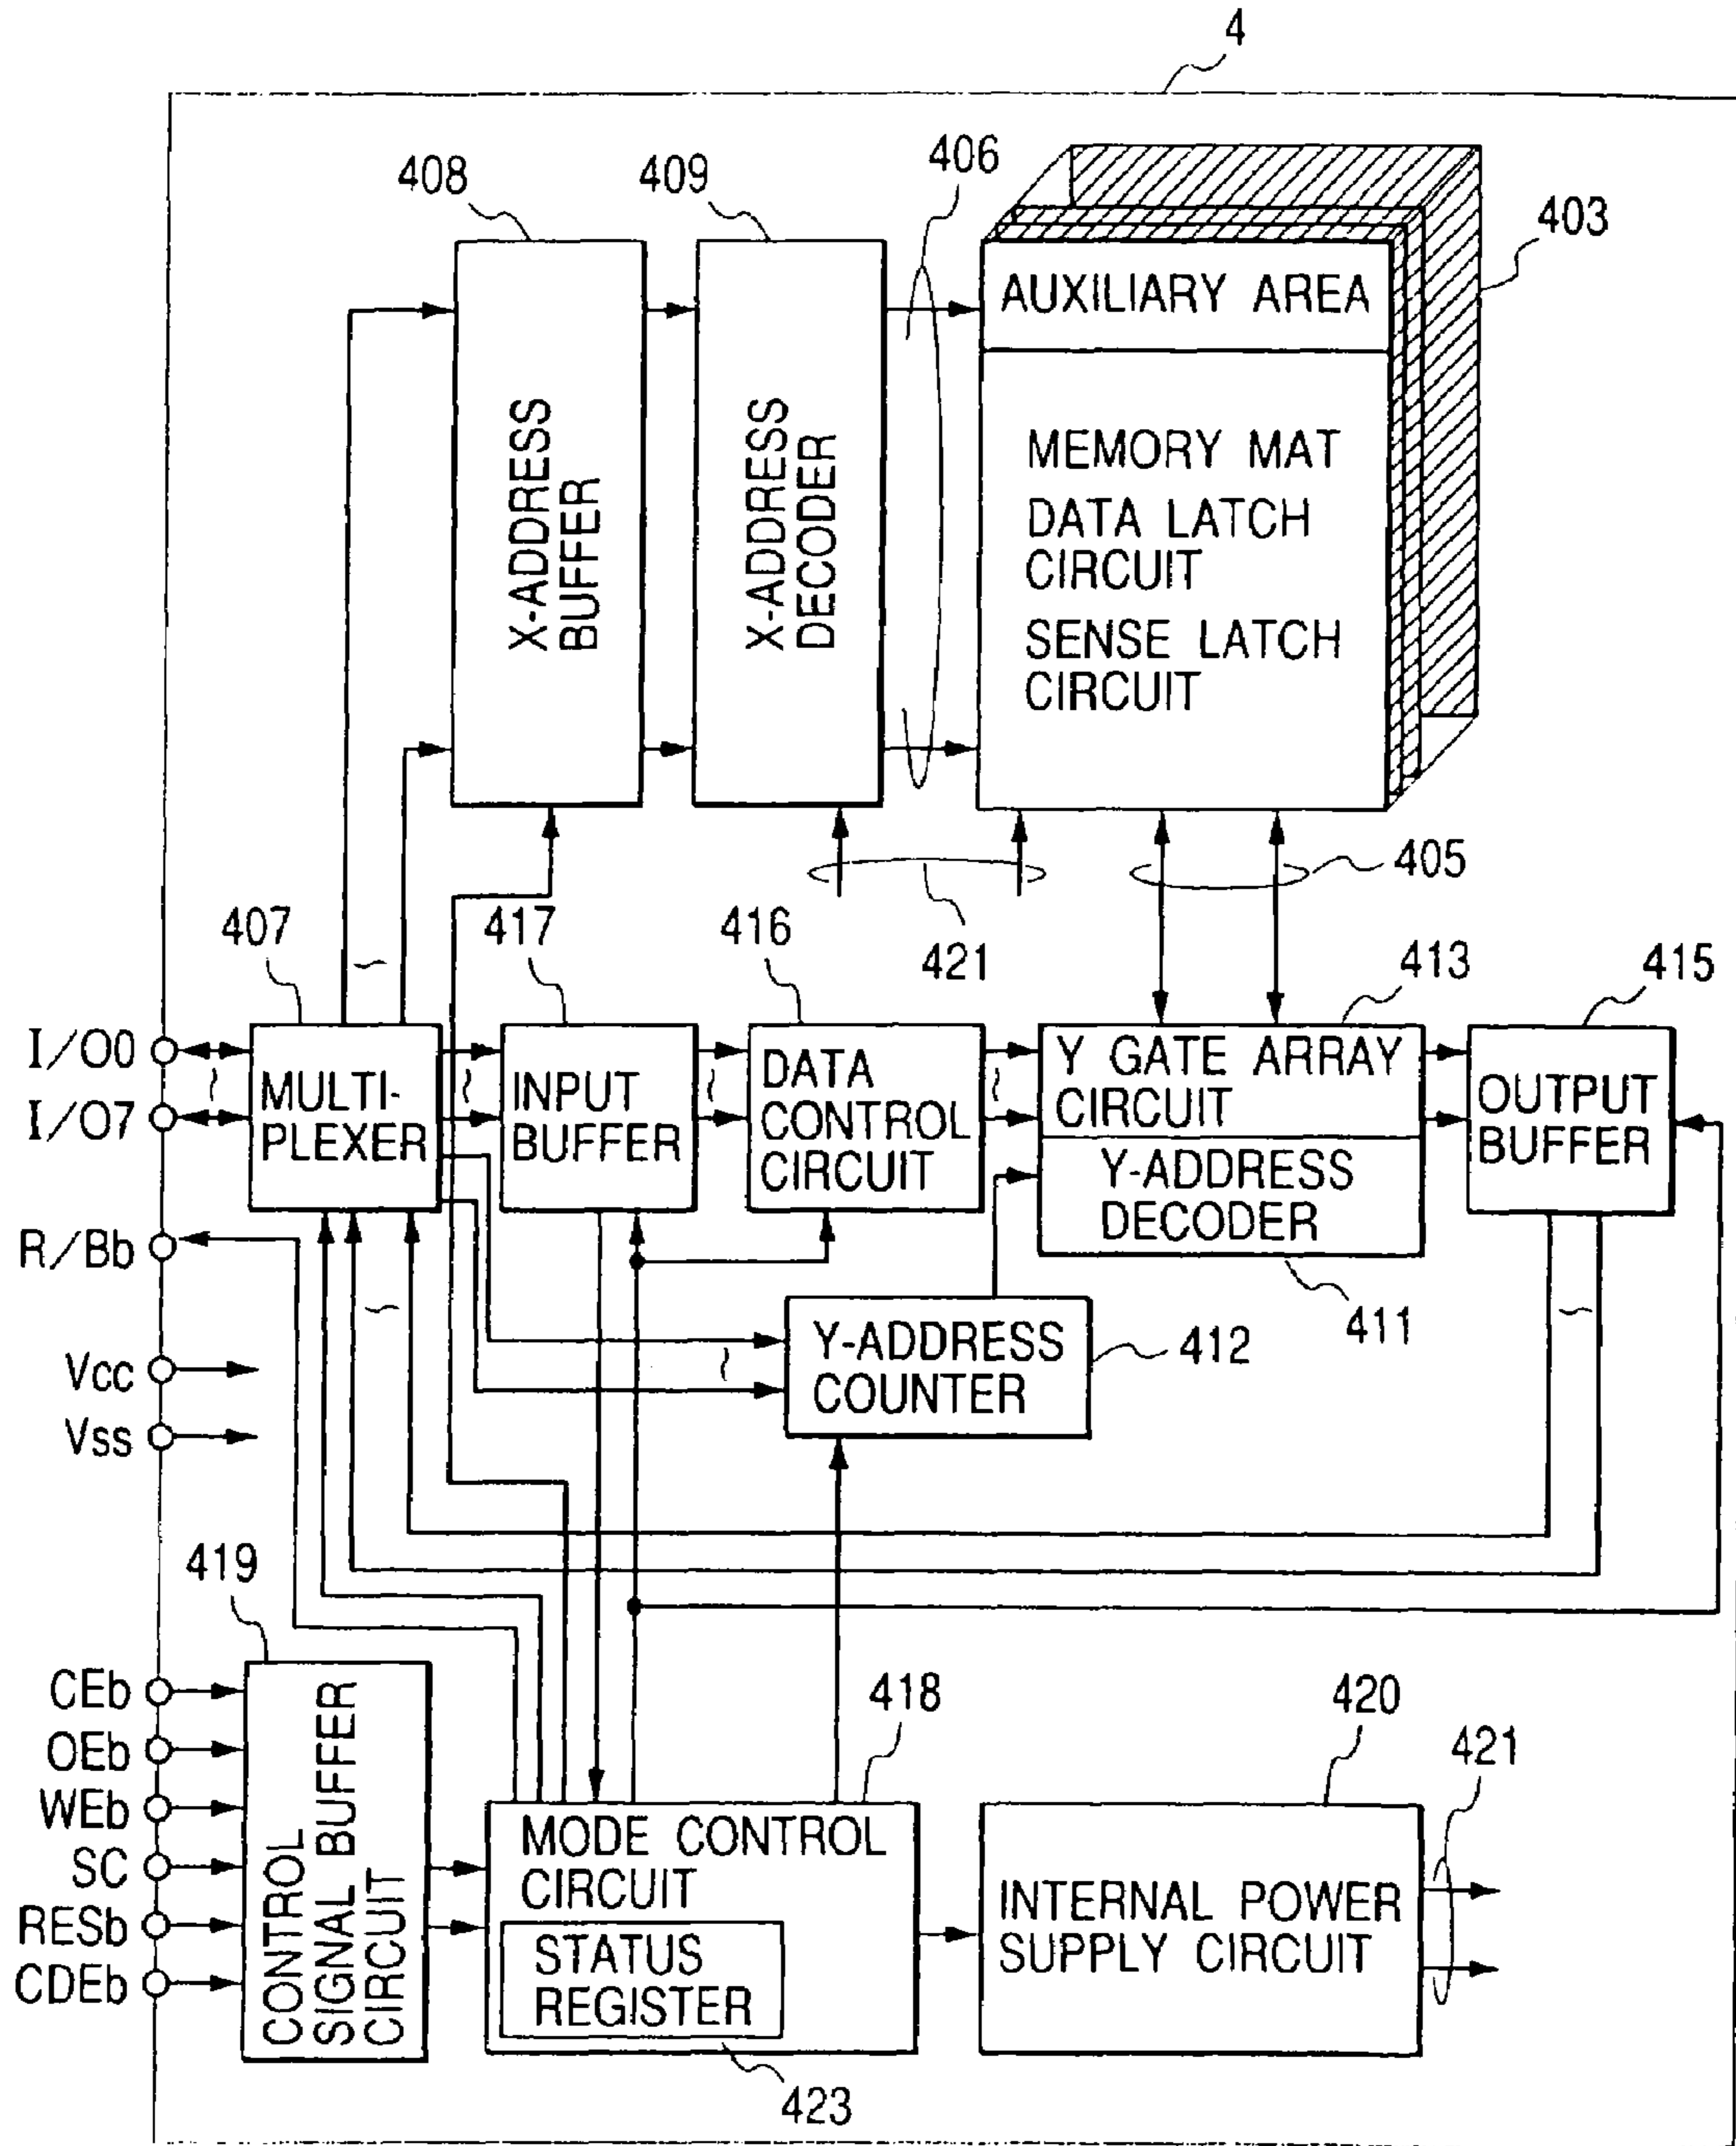 4
408
409
406
403
AUXILIARY AREA
X-ADDRESS
BUFFER
X-ADDRESS
DECODER
MEMORY MAT
DATA LATCH
CIRCUIT
SENSE LATCH
CIRCUIT
405
421
407
417
416
413
415
I/O0
I/O7
MULTI-
PLEXER
INPUT
BUFFER
DATA
CONTROL
CIRCUIT
Y GATE ARRAY
CIRCUIT
Y-ADDRESS
DECODER
OUTPUT
BUFFER
R/Bb
411
Y-ADDRESS
COUNTER
412
Vcc
Vss
419
418
420
421
CEb
OEb
WEb
SC
RESb
CDEb
CONTROL
SIGNAL BUFFER
CIRCUIT
MODE CONTROL
CIRCUIT
STATUS
REGISTER
INTERNAL POWER
SUPPLY CIRCUIT
423